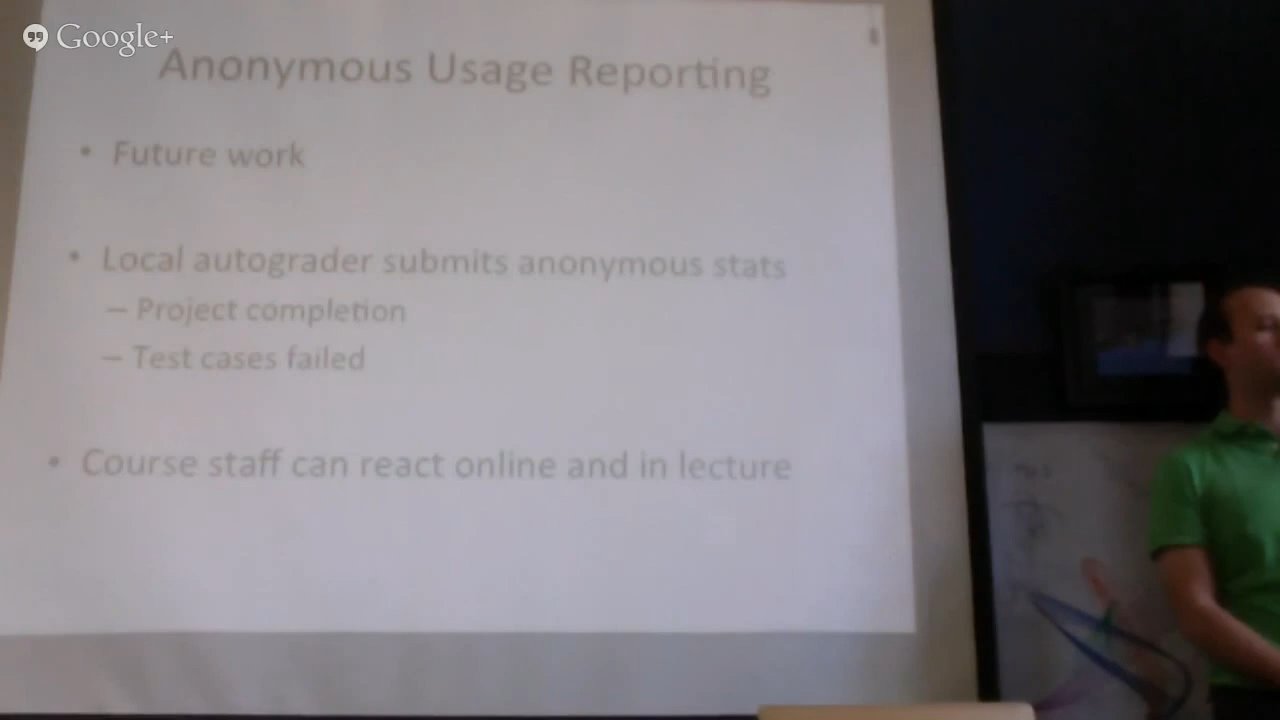 Google+
Anonymous Usage Reporting
• Future work
• Local autograder submits anonymous stats
– Project completion
– Test cases failed
• Course staff can react online and in lecture